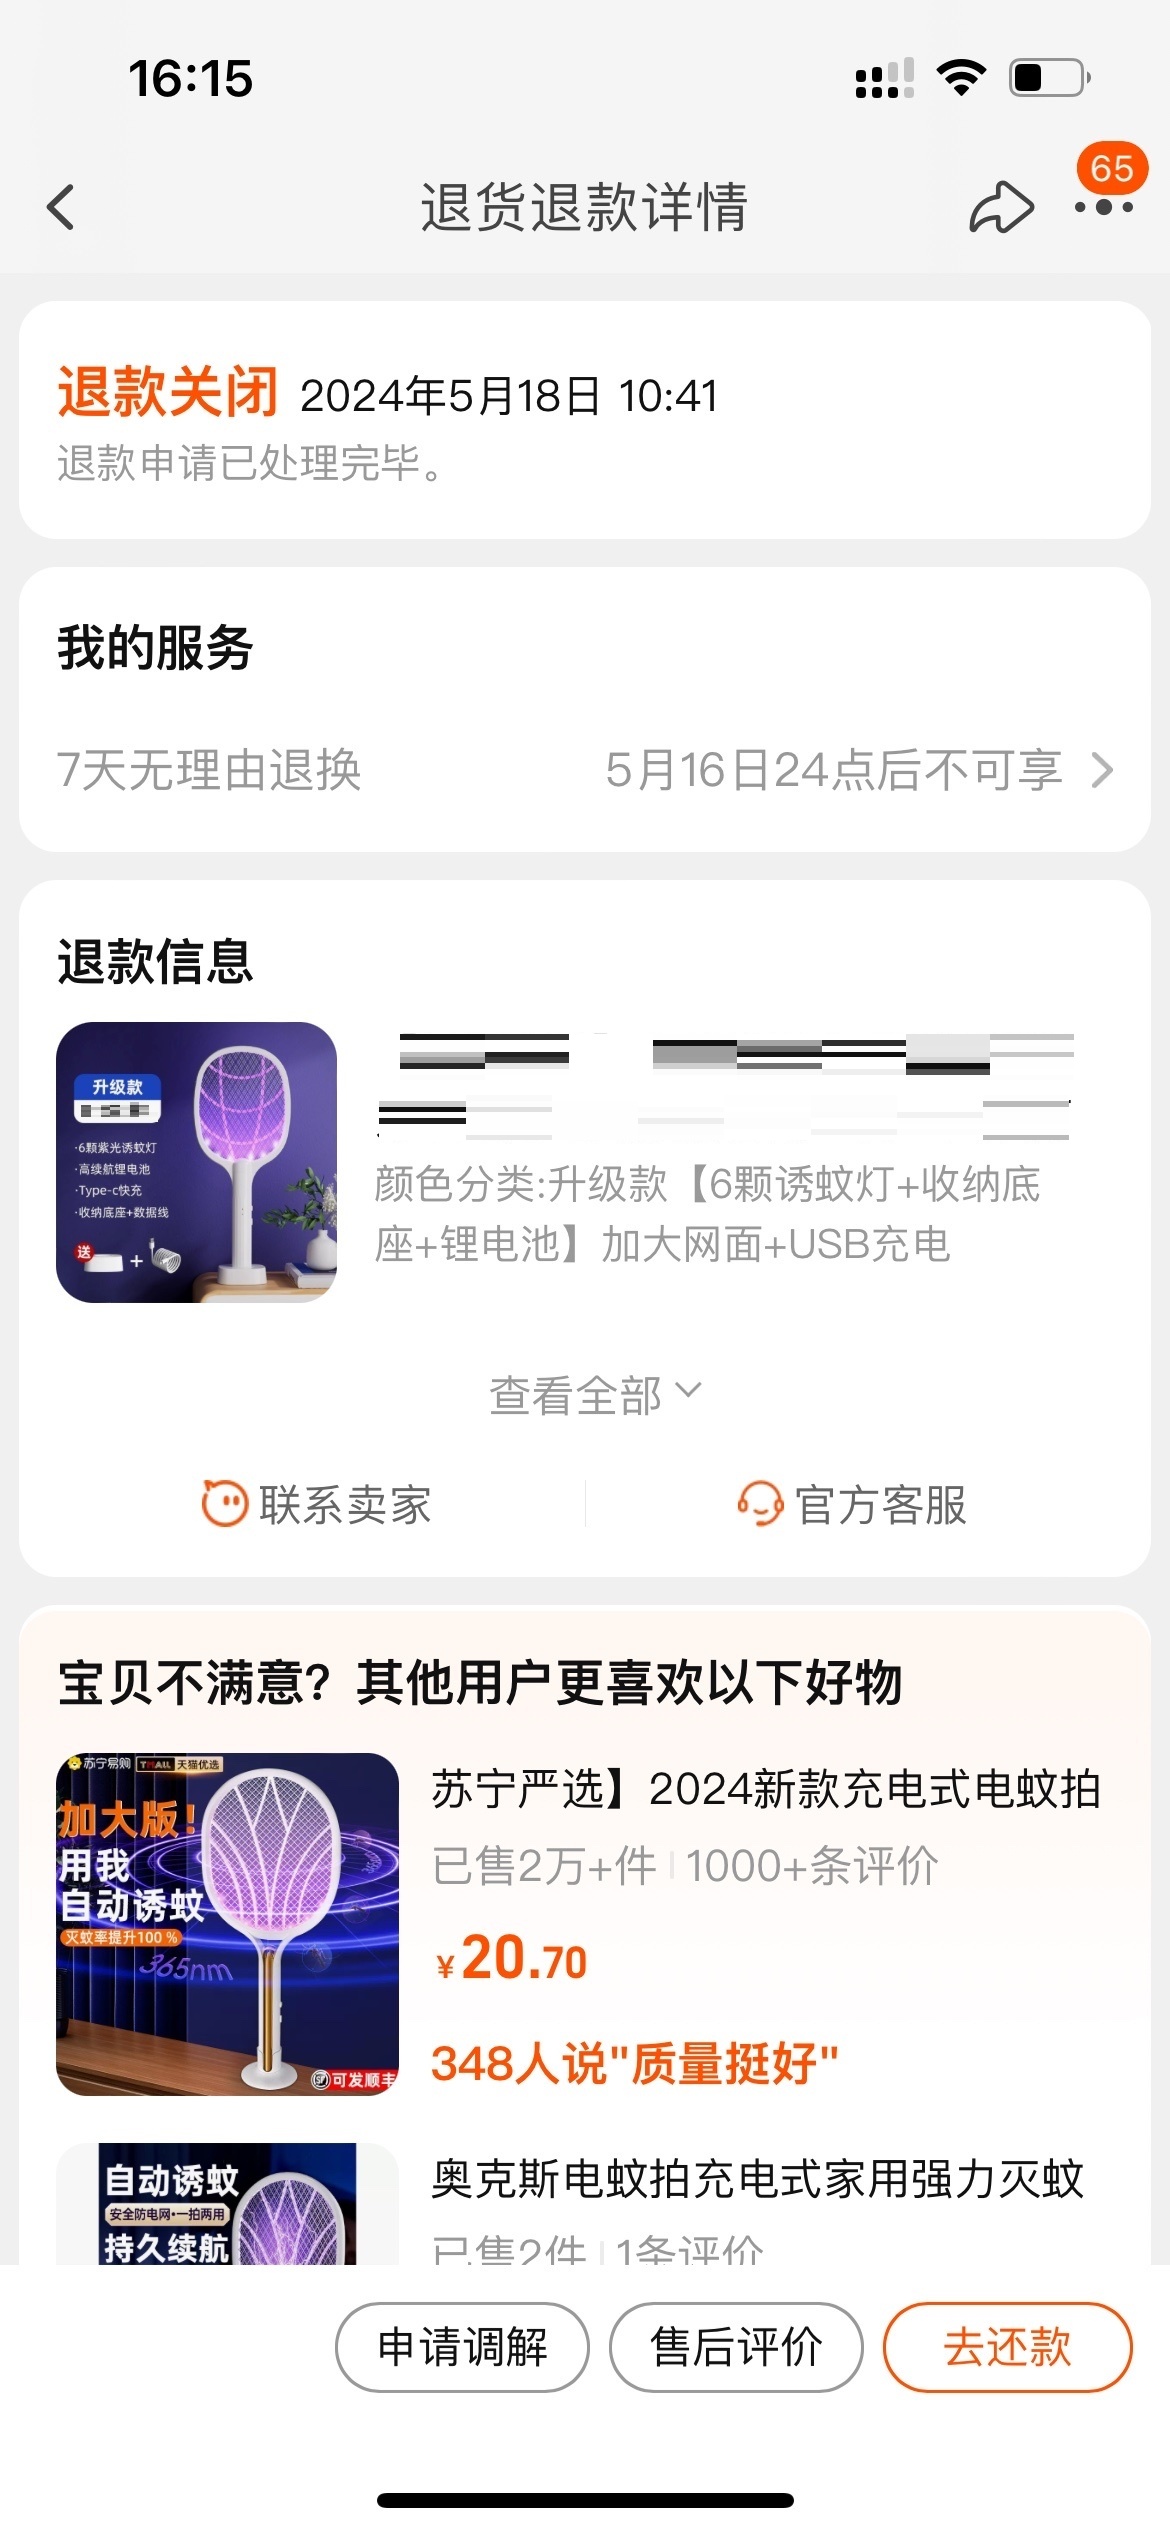 16:15
65
退货退款详情
退款关闭 2024年5月18日 10:41
退款申请已处理完毕。
我的服务
7天无理由退换 5月16日24点后不可享
退款信息
升级款
·6颗紫光诱蚊灯
·高续航锂电池
·Type-c快充
·收纳底座+数据线
送
+
颜色分类:升级款【6颗诱蚊灯+收纳底
座+锂电池】加大网面+USB充电
查看全部
联系卖家 官方客服
宝贝不满意？其他用户更喜欢以下好物
苏宁易购 TMALL 天猫优选
加大版!
用我
自动诱蚊
灭蚊率提升100 %
365nm
SF 可发顺丰
苏宁严选】2024新款充电式电蚊拍
已售2万+件 1000+条评价
¥20.70
348人说"质量挺好"
自动诱蚊
安全防电网·一拍两用
持久续航
奥克斯电蚊拍充电式家用强力灭蚊
已售2件 1条评价
申请调解 售后评价 去还款